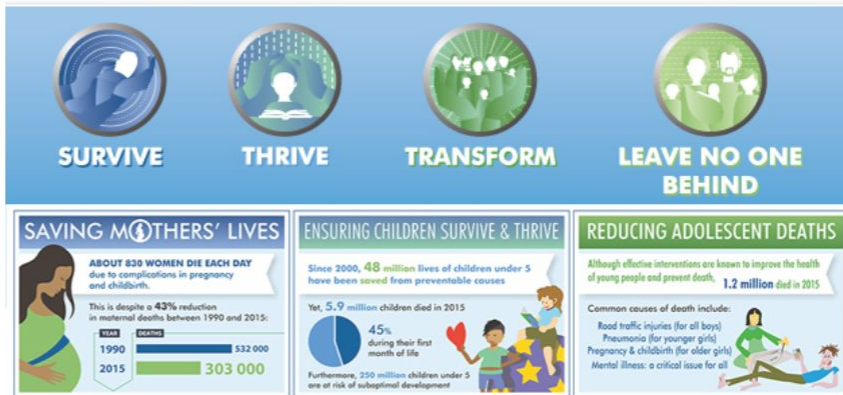 SURVIVE
THRIVE
TRANSFORM
LEAVE NO ONE
BEHIND
SAVING MOTHERS' LIVES
ABOUT 830 WOMEN DIE EACH DAY
due to complications in pregnancy
and childbirth.
This is despite a 43% reduction
in maternal deaths between 1990 and 2015:
YEAR DEATHS
1990 532 000
2015 303 000
ENSURING CHILDREN SURVIVE & THRIVE
Since 2000, 48 million lives of children under 5
have been saved from preventable causes
Yet, 5.9 million children died in 2015
45%
during their first
month of life
Furthermore, 250 million children under 5
are at risk of suboptimal development
REDUCING ADOLESCENT DEATHS
Although effective interventions are known to improve the health
of young people and prevent death, 1.2 million died in 2015
Common causes of death include:
Road traffic injuries (for all boys)
Pneumonia (for younger girls)
Pregnancy & childbirth (for older girls)
Mental illness: a critical issue for all